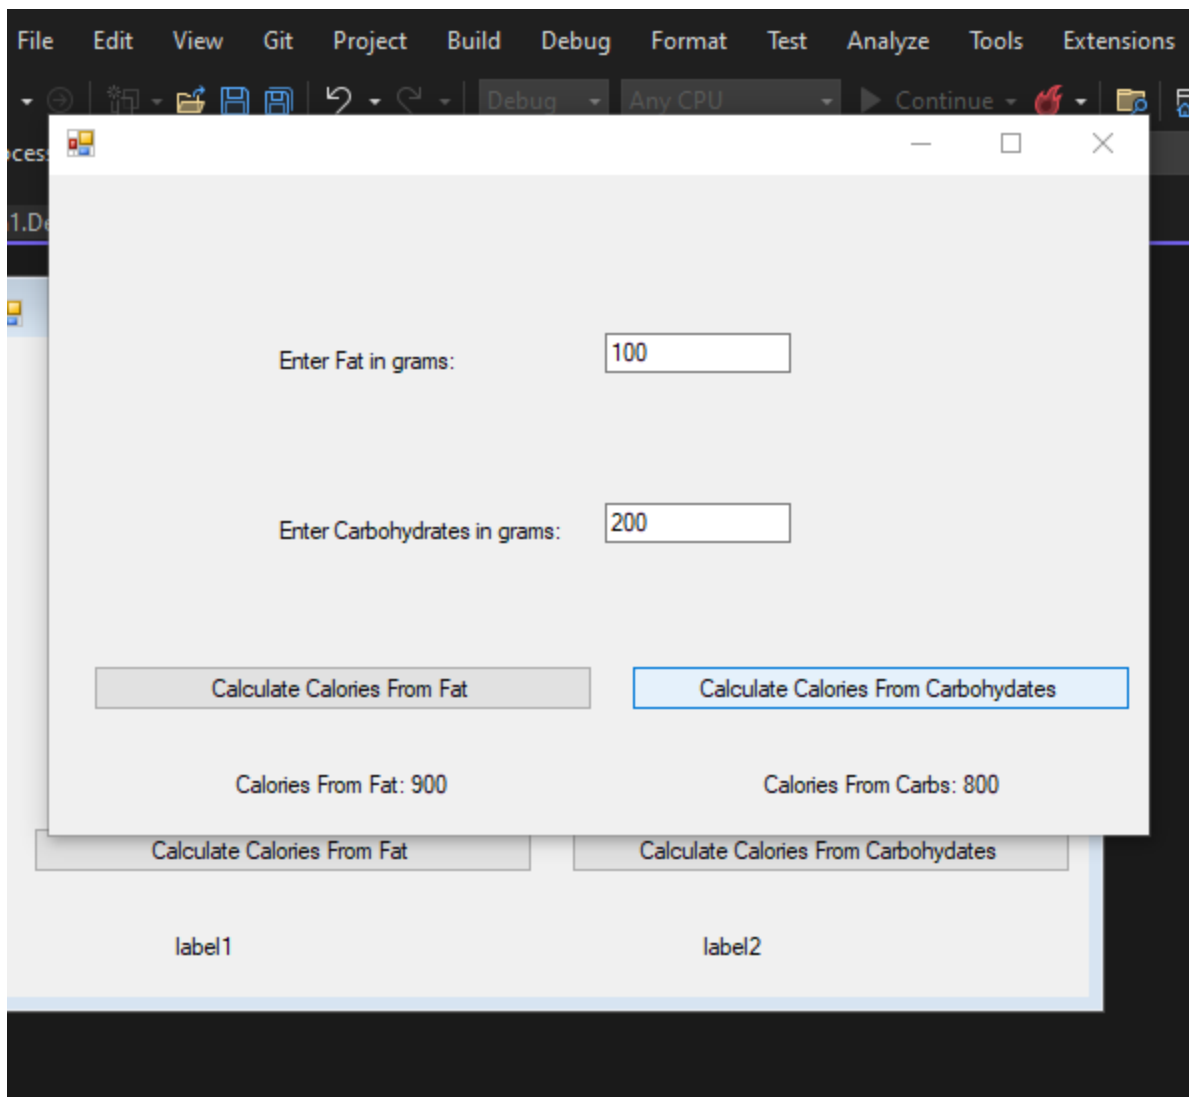 File Edit View Git Project Build Debug Format Test Analyze Tools Extensions
Debug Any CPU Continue
1.De
Enter Fat in grams: 100
Enter Carbohydrates in grams: 200
Calculate Calories From Fat Calculate Calories From Carbohydates
Calories From Fat: 900 Calories From Carbs: 800
Calculate Calories From Fat Calculate Calories From Carbohydates
label1 label2